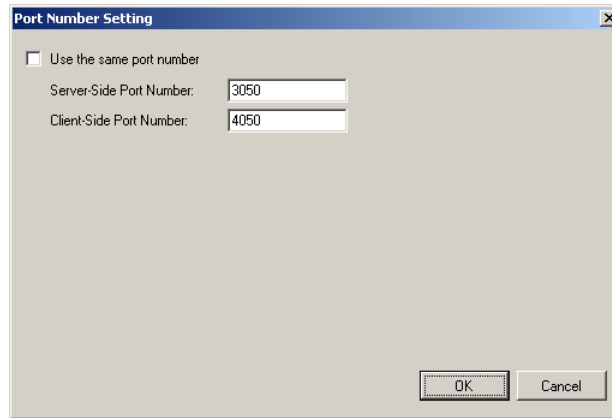 Port Number Setting
Use the same port number
Server-Side Port Number: 3050
Client-Side Port Number: 4050
OK Cancel